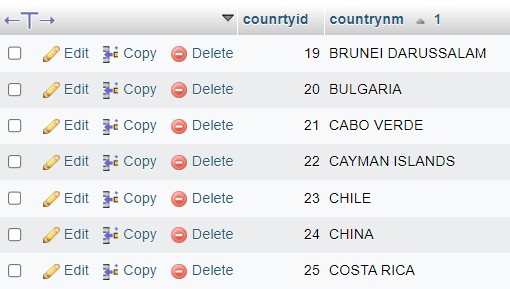 ←T→ counrtyid countrynm 1
Edit Copy Delete 19 BRUNEI DARUSSALAM
Edit Copy Delete 20 BULGARIA
Edit Copy Delete 21 CABO VERDE
Edit Copy Delete 22 CAYMAN ISLANDS
Edit Copy Delete 23 CHILE
Edit Copy Delete 24 CHINA
Edit Copy Delete 25 COSTA RICA